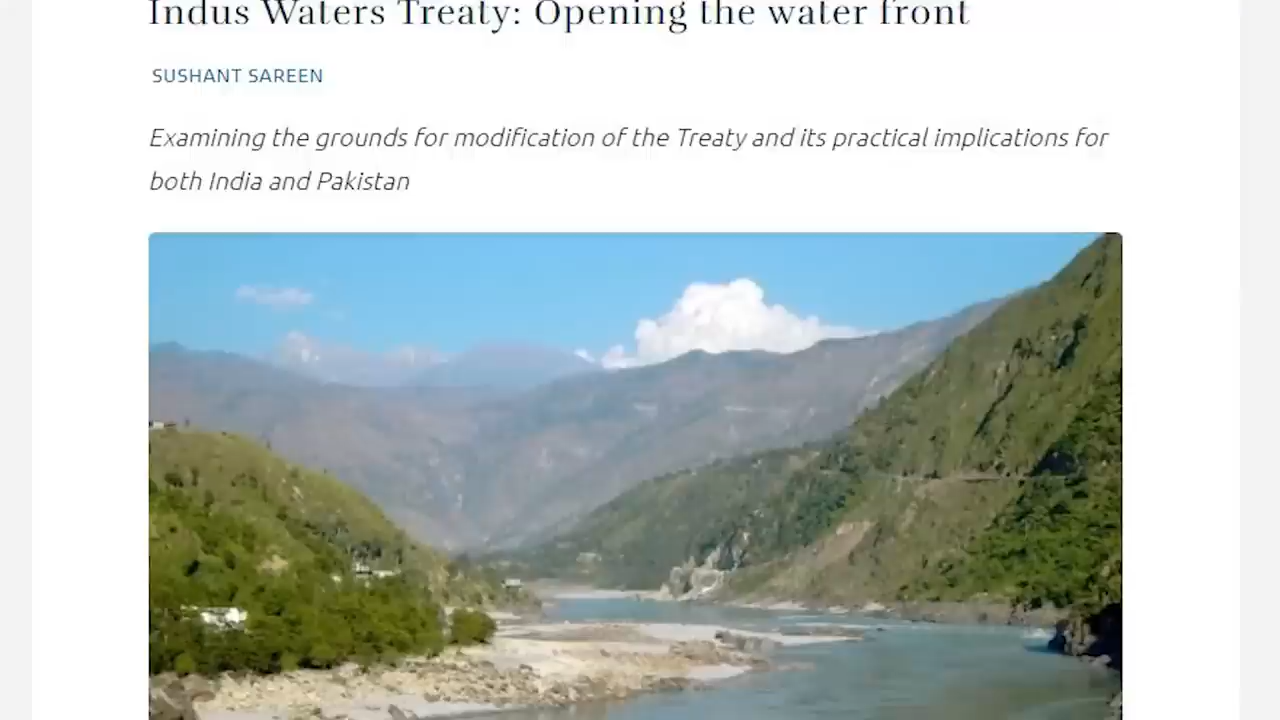 Indus Waters Treaty: Opening the water front
SUSHANT SAREEN
Examining the grounds for modification of the Treaty and its practical implications for
both India and Pakistan